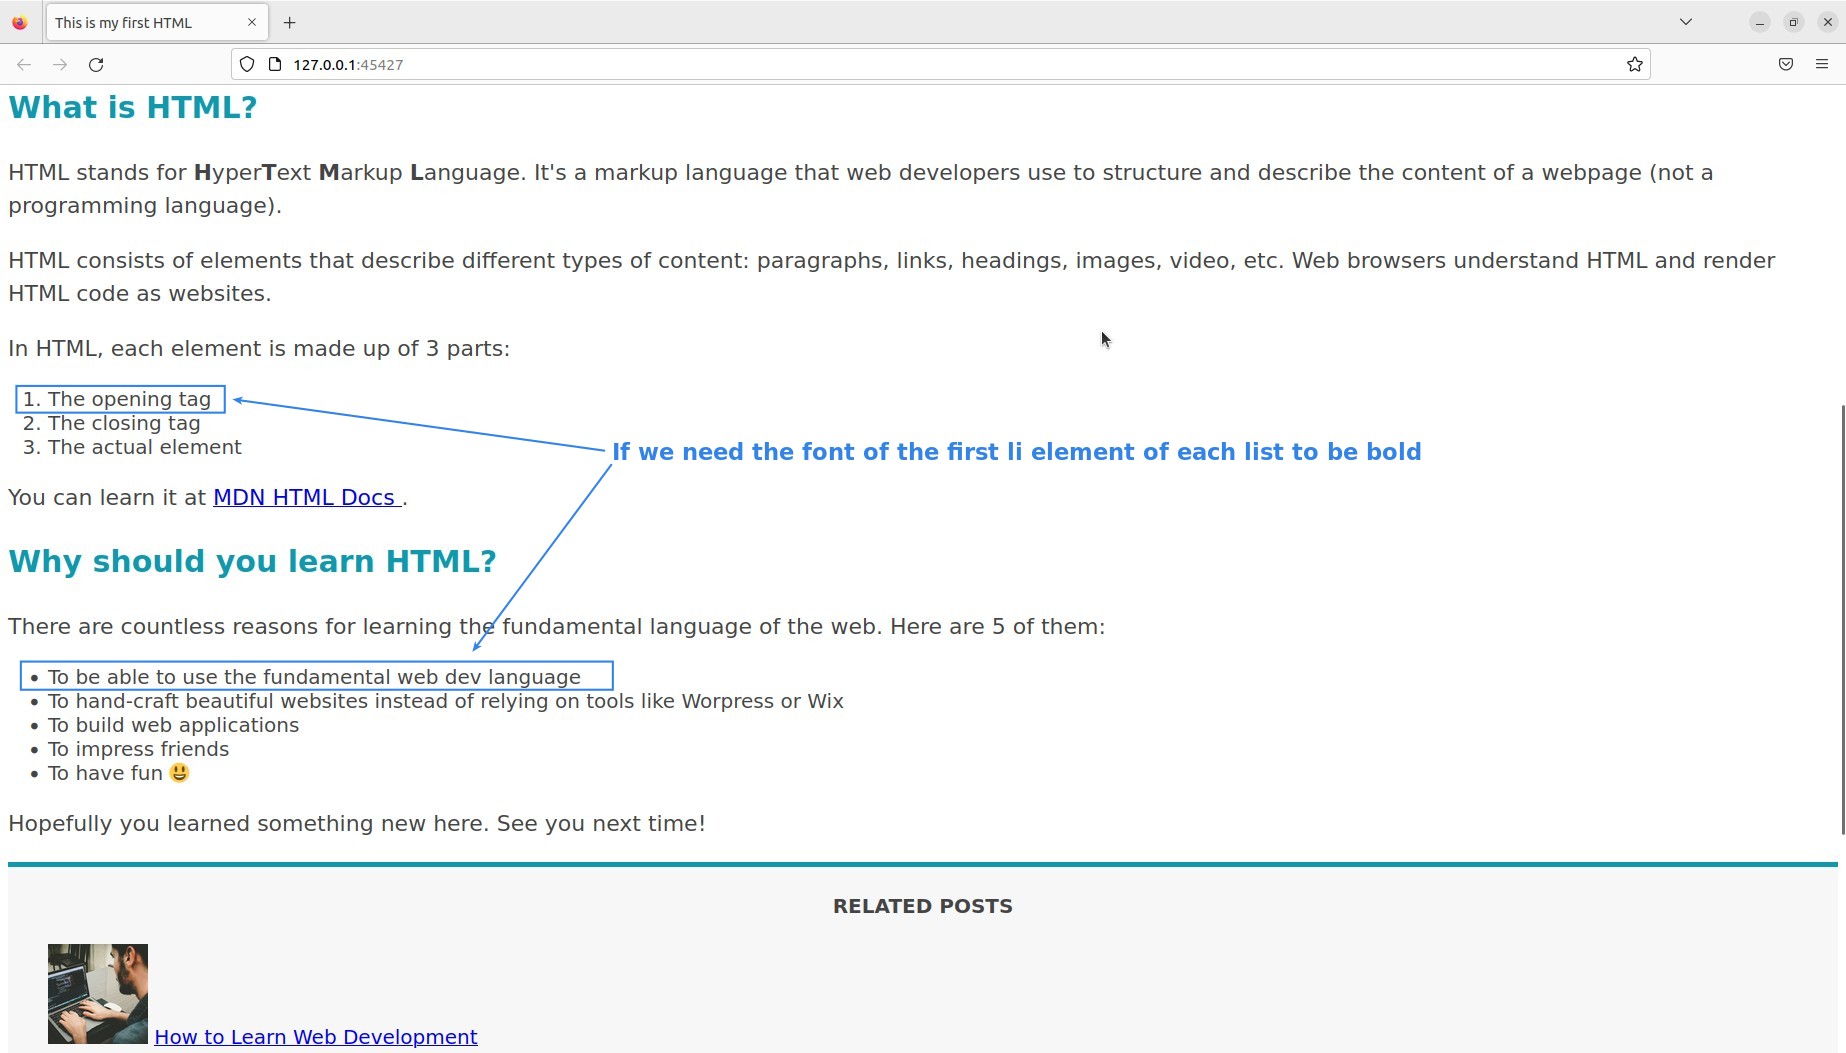 This is my first HTML
127.0.0.1:45427
What is HTML?
HTML stands for HyperText Markup Language. It's a markup language that web developers use to structure and describe the content of a webpage (not a
programming language).
HTML consists of elements that describe different types of content: paragraphs, links, headings, images, video, etc. Web browsers understand HTML and render
HTML code as websites.
In HTML, each element is made up of 3 parts:
1. The opening tag
2. The closing tag
3. The actual element
If we need the font of the first li element of each list to be bold
You can learn it at MDN HTML Docs .
Why should you learn HTML?
There are countless reasons for learning the fundamental language of the web. Here are 5 of them:
• To be able to use the fundamental web dev language
• To hand-craft beautiful websites instead of relying on tools like Worpress or Wix
• To build web applications
• To impress friends
• To have fun 😃
Hopefully you learned something new here. See you next time!
RELATED POSTS
How to Learn Web Development